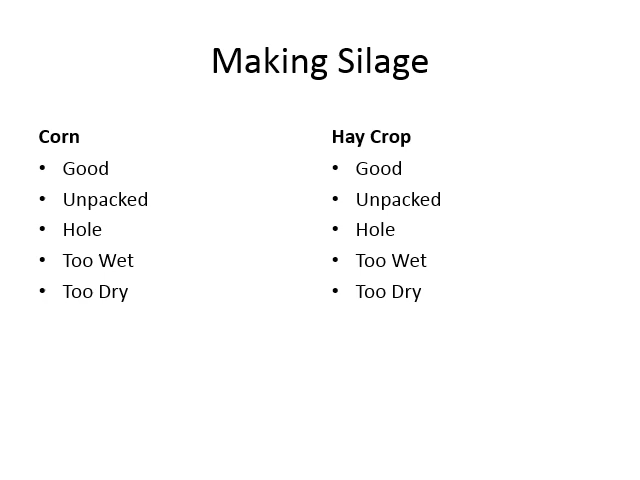 Making Silage
Corn
• Good
• Unpacked
• Hole
• Too Wet
• Too Dry
Hay Crop
• Good
• Unpacked
• Hole
• Too Wet
• Too Dry